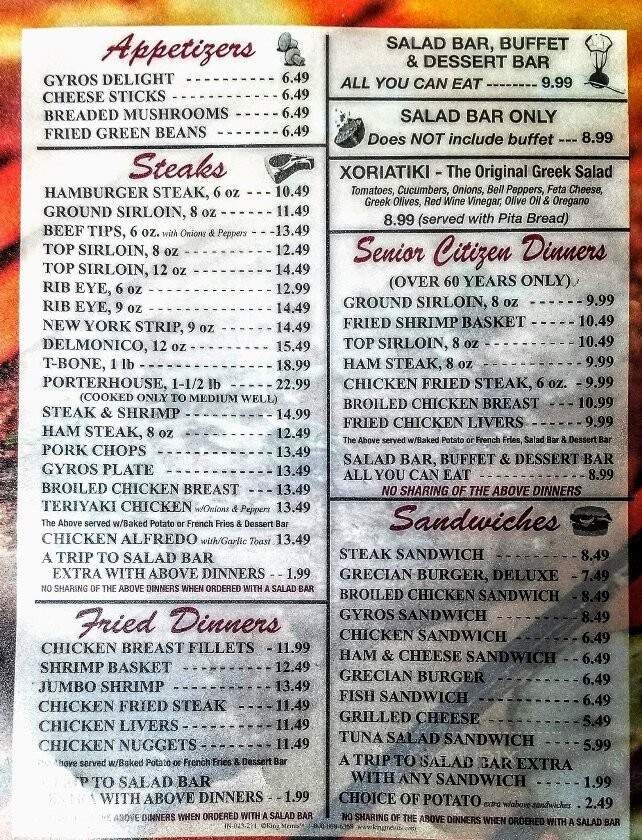 Appetizers
GYROS DELIGHT ---------- 6.49
CHEESE STICKS ----------- 6.49
BREADED MUSHROOMS ----- 6.49
FRIED GREEN BEANS ------- 6.49
Steaks
HAMBURGER STEAK, 6 oz --- 10.49
GROUND SIRLOIN, 8 oz ------ 11.49
BEEF TIPS, 6 oz. with Onions & Peppers ---13.49
TOP SIRLOIN, 8 oz --------- 12.49
TOP SIRLOIN, 12 oz -------- 14.49
RIB EYE, 6 oz ------------- 12.99
RIB EYE, 9 oz ------------- 14.49
NEW YORK STRIP, 9 oz ------ 14.49
DELMONICO, 12 oz --------- 15.49
T-BONE, 1 lb -------------- 18.99
PORTERHOUSE, 1-1/2 lb ----- 22.99
(COOKED ONLY TO MEDIUM WELL)
STEAK & SHRIMP ---------- 14.99
HAM STEAK, 8 oz ---------- 12.49
PORK CHOPS ------------- 13.49
GYROS PLATE ------------ 13.49
BROILED CHICKEN BREAST --- 13.49
TERIYAKI CHICKEN w/Onions & Peppers 13.49
The Above served w/Baked Potato or French Fries & Dessert Bar
CHICKEN ALFREDO with/Garlic Toast 13.49
A TRIP TO SALAD BAR
EXTRA WITH ABOVE DINNERS -- 1.99
NO SHARING OF THE ABOVE DINNERS WHEN ORDERED WITH A SALAD BAR
Fried Dinners
CHICKEN BREAST FILLETS - 11.99
SHRIMP BASKET ---------- 12.49
JUMBO SHRIMP ----------- 13.49
CHICKEN FRIED STEAK ---- 11.49
CHICKEN LIVERS---------- 11.49
CHICKEN NUGGETS-------- 11.49
Above served w/Baked Potato or French Fries & Dessert Bar
TO SALAD BAR
WITH ABOVE DINNERS -- 1.99
ABOVE DINNERS WHEN ORDERED WITH A SALAD BAR
SALAD BAR, BUFFET
& DESSERT BAR
ALL YOU CAN EAT -------- 9.99
SALAD BAR ONLY
Does NOT include buffet --- 8.99
XORIATIKI - The Original Greek Salad
Tomatoes, Cucumbers, Onions, Bell Peppers, Feta Cheese,
Greek Olives, Red Wine Vinegar, Olive Oil & Oregano
8.99 (served with Pita Bread)
Senior Citizen Dinners
(OVER 60 YEARS ONLY)
GROUND SIRLOIN, 8 oz ------ 9.99
FRIED SHRIMP BASKET ----- 10.49
TOP SIRLOIN, 8 oz --------- 10.49
HAM STEAK, 8 oz ---------- 9.99
CHICKEN FRIED STEAK, 6 oz. - 9.99
BROILED CHICKEN BREAST --- 10.99
FRIED CHICKEN LIVERS ------ 9.99
The Above served w/Baked Potato or French Fries, Salad Bar & Dessert Bar
SALAD BAR, BUFFET & DESSERT BAR
ALL YOU CAN EAT ----------- 8.99
NO SHARING OF THE ABOVE DINNERS
Sandwiches
STEAK SANDWICH --------- 8.49
GRECIAN BURGER, DELUXE - 7.49
BROILED CHICKEN SANDWICH - 8.49
GYROS SANDWICH --------- 8.49
CHICKEN SANDWICH ------- 6.49
HAM & CHEESE SANDWICH -- 6.49
GRECIAN BURGER --------- 6.49
FISH SANDWICH ----------- 6.49
GRILLED CHEESE ---------- 5.49
TUNA SALAD SANDWICH ---- 5.99
A TRIP TO SALAD BAR EXTRA
WITH ANY SANDWICH ----- 1.99
CHOICE OF POTATO extra w/above sandwiches - 2.49
NO SHARING OF THE ABOVE DINNERS WHEN ORDERED WITH A SALAD BAR